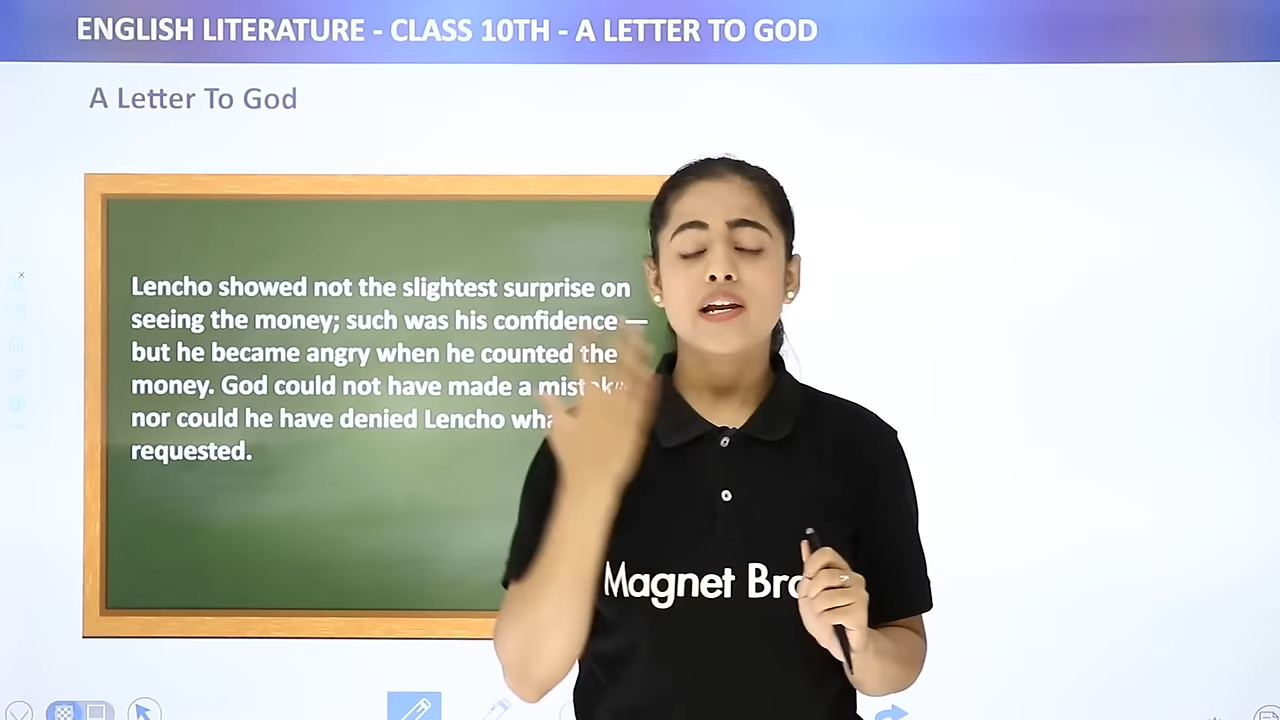 ENGLISH LITERATURE - CLASS 10TH - A LETTER TO GOD
A Letter To God
Lencho showed not the slightest surprise on
seeing the money; such was his confidence —
but he became angry when he counted the
money. God could not have made a
nor could he have denied Lencho
requested.
Magnet